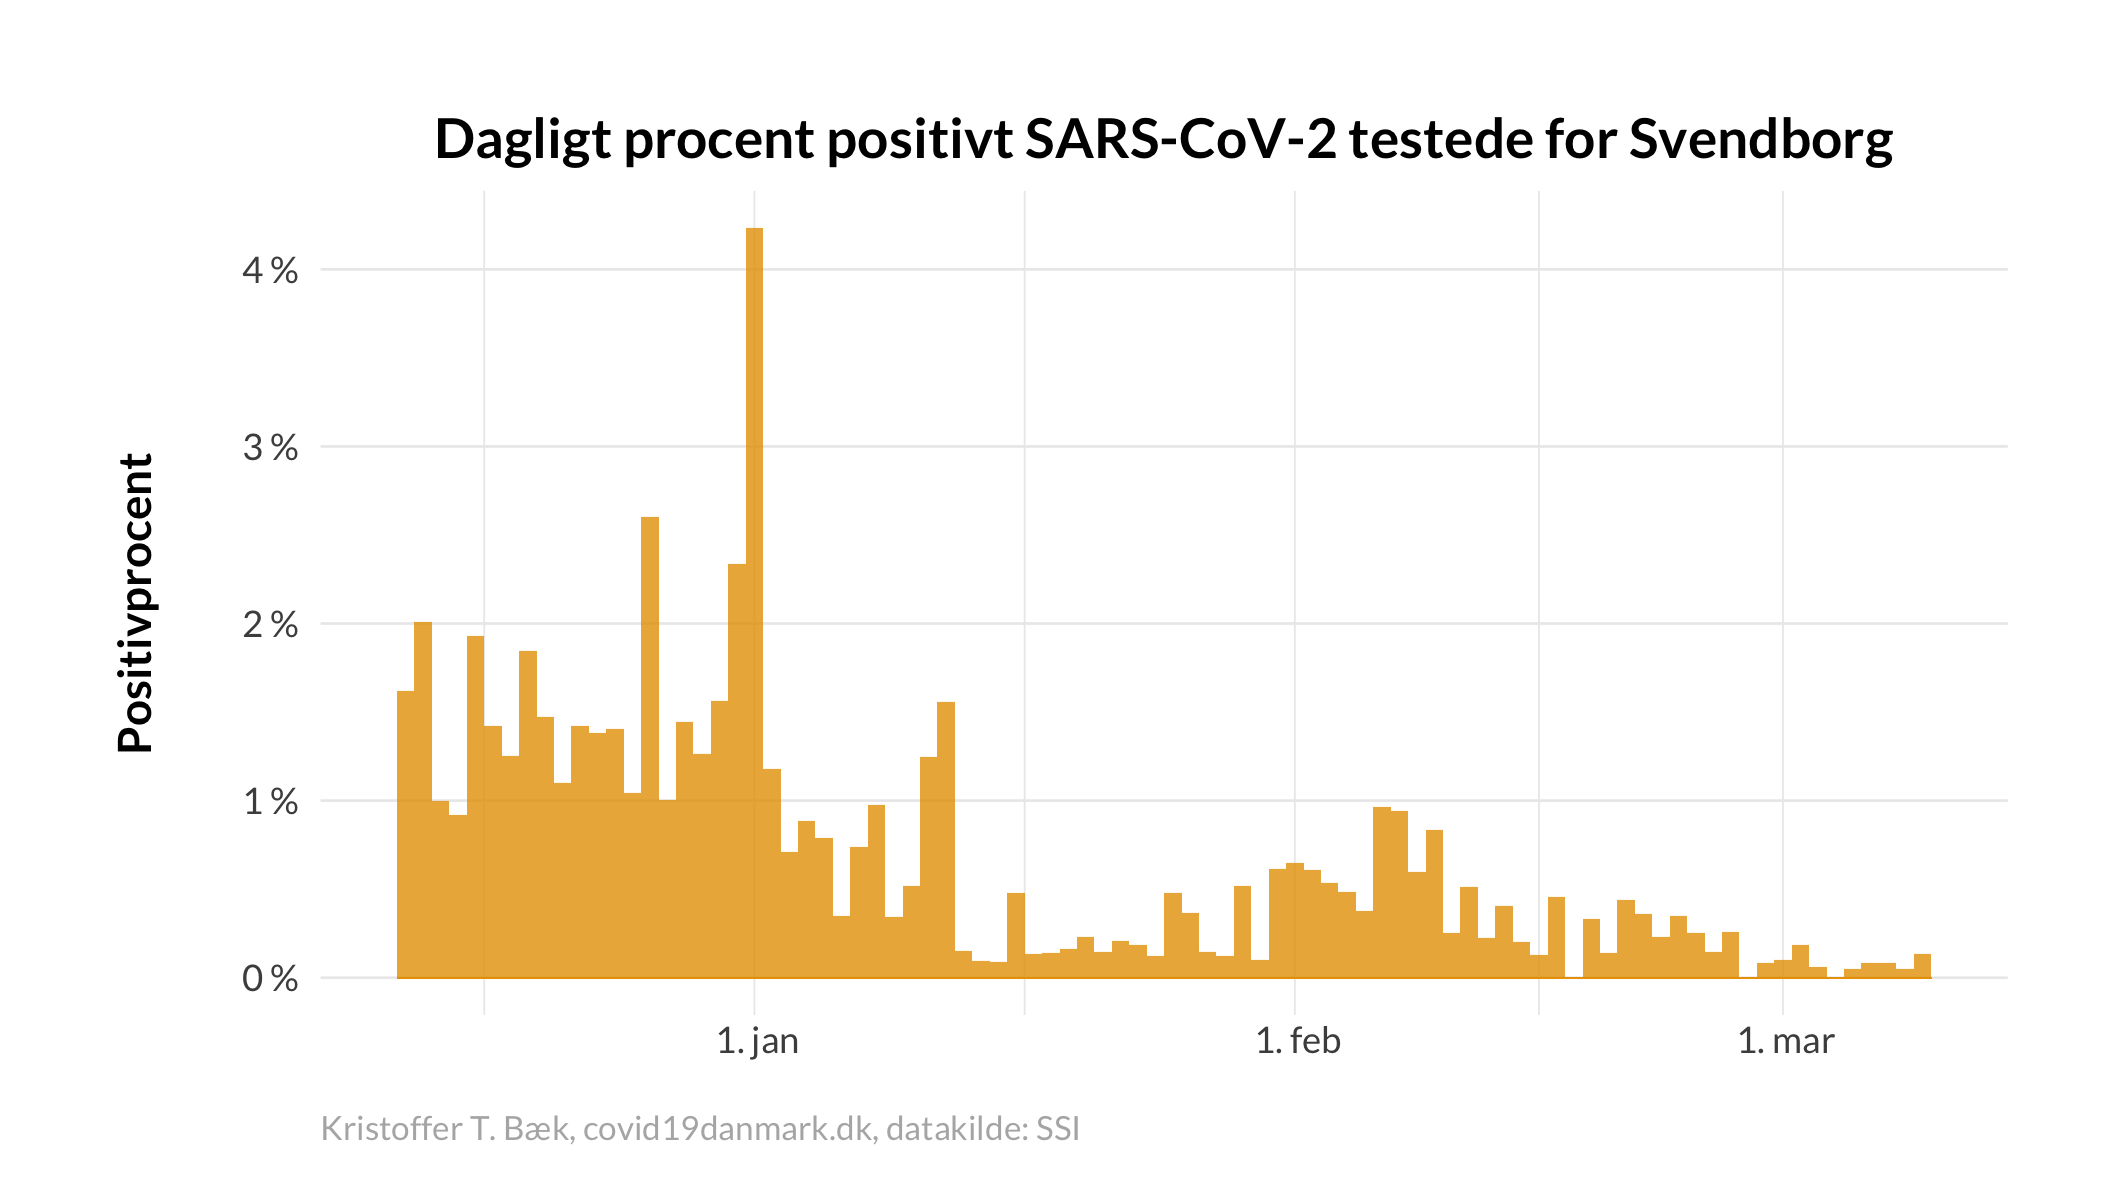 Dagligt procent positivt SARS-CoV-2 testede for Svendborg
Positivprocent
4 %
3 %
2 %
1 %
0 %
1. jan
1. feb
1. mar
Kristoffer T. Bæk, covid19danmark.dk, datakilde: SSI